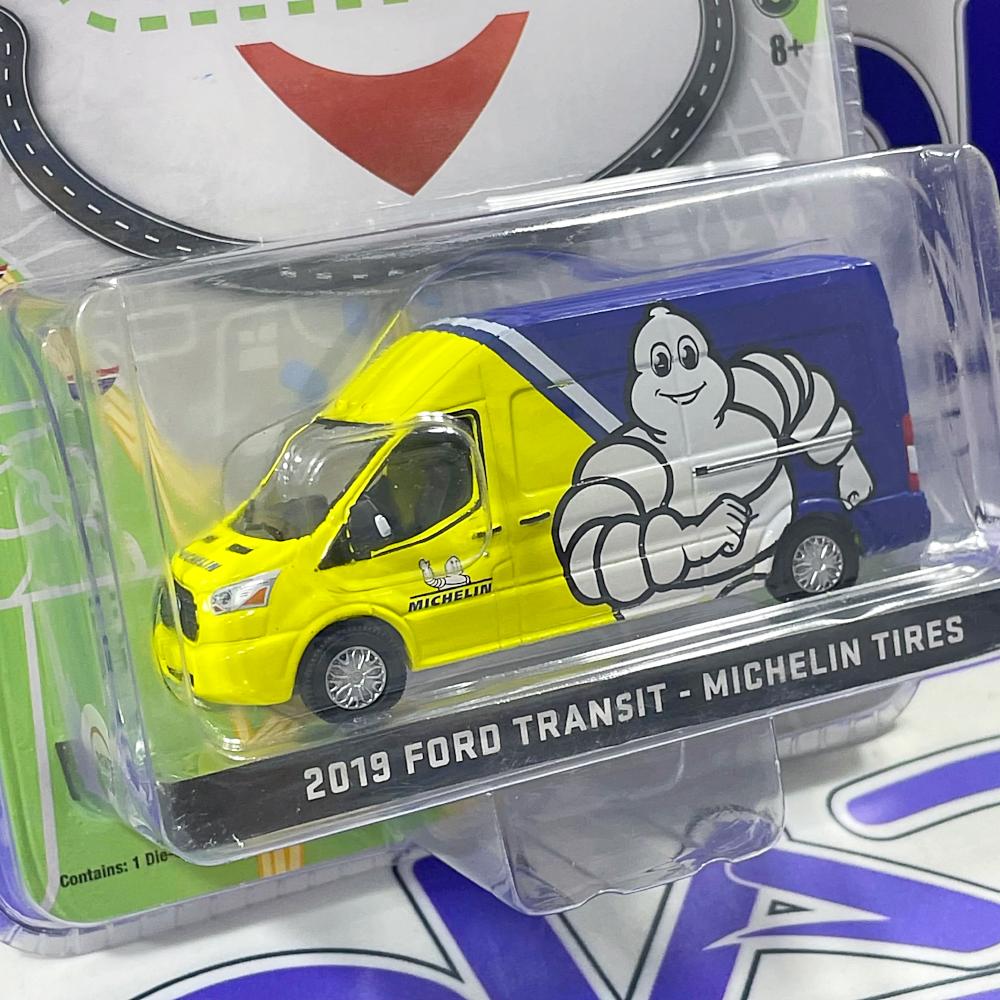 8+
MICHELIN
MICHELIN
2019 FORD TRANSIT - MICHELIN TIRES
Contains: 1 Die-